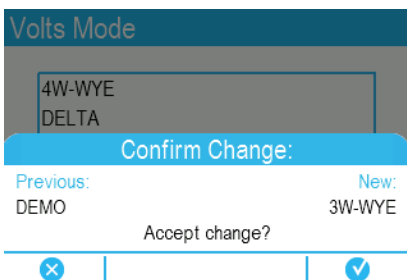 Volts Mode
4W-WYE
DELTA
Confirm Change:
Previous: New:
DEMO 3W-WYE
Accept change?